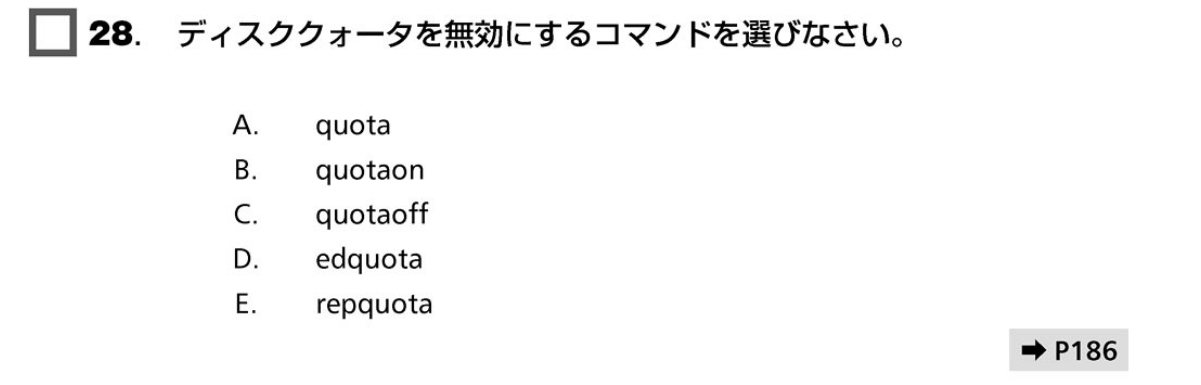 28. ディスククォータを無効にするコマンドを選びなさい。
A. quota
B. quotaon
C. quotaoff
D. edquota
E. repquota
➡ P186